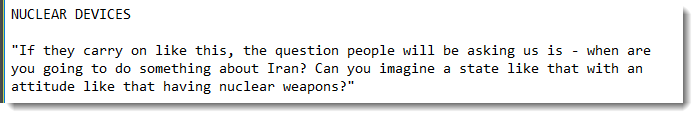 NUCLEAR DEVICES
"If they carry on like this, the question people will be asking us is - when are
you going to do something about Iran? Can you imagine a state like that with an
attitude like that having nuclear weapons?"